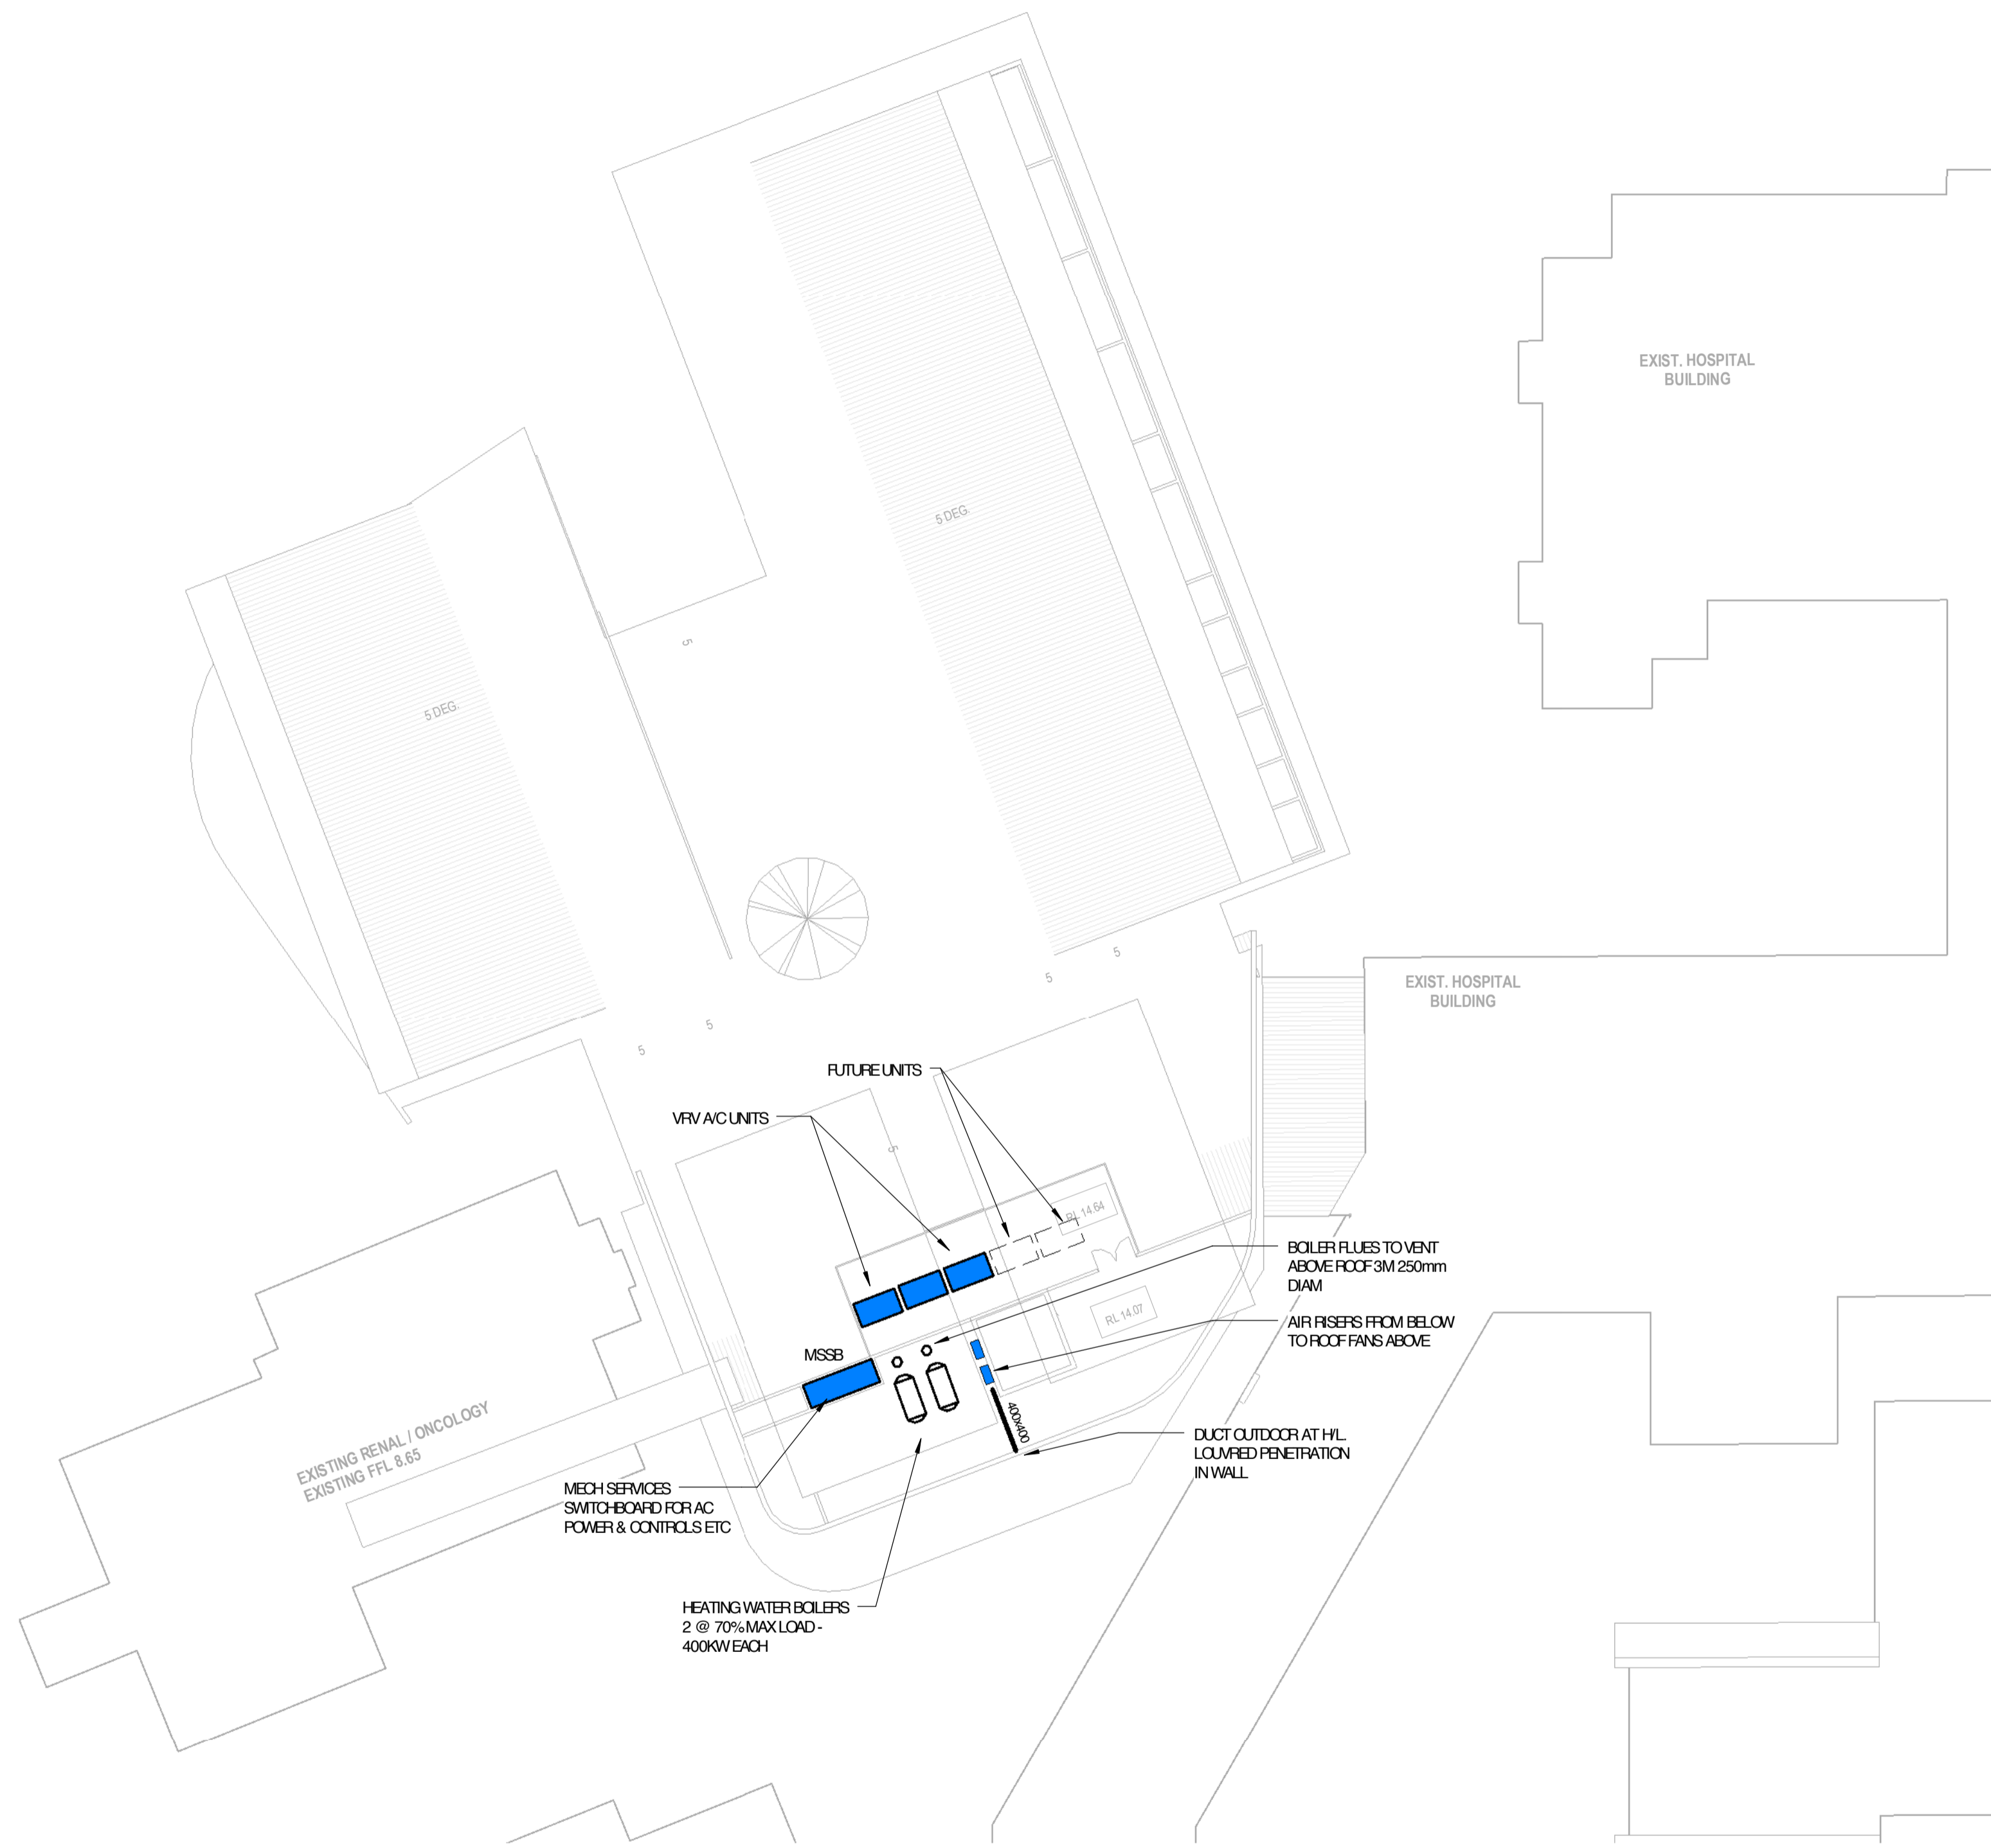 EXIST. HOSPITAL
BUILDING
5 DEG.
5
5 DEG.
5
5
EXIST. HOSPITAL
BUILDING
5
5
FUTURE UNITS
VRV A/C UNITS
5
RL 14.64
BOILER FLUES TO VENT
ABOVE ROOF 3M 250mm
DIAM
RL 14.07
AIR RISERS FROM BELOW
TO ROOF FANS ABOVE
MSSB
400x400
EXISTING RENAL / ONCOLOGY
EXISTING FFL 8.65
DUCT OUTDOOR AT H/L.
LOUVRED PENETRATION
IN WALL
MECH SERVICES
SWITCHBOARD FOR AC
POWER & CONTROLS ETC
HEATING WATER BOILERS
2 @ 70% MAX LOAD -
400KW EACH